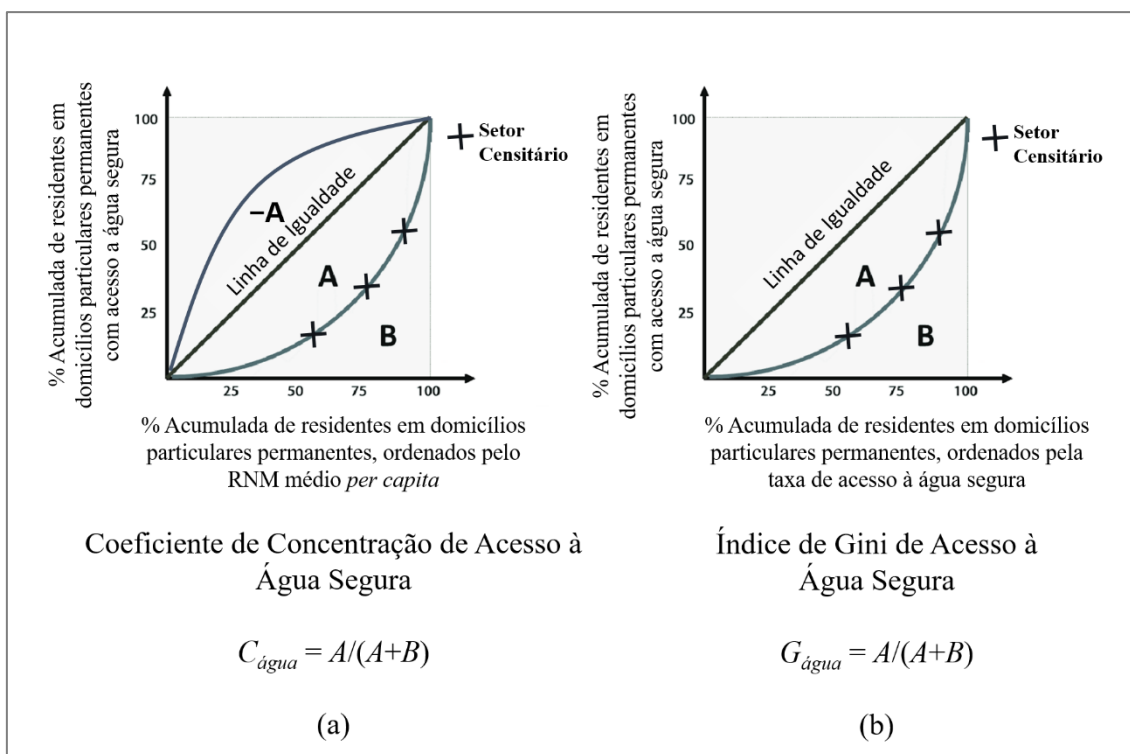 % Acumulada de residentes em
domicílios particulares permanentes
com acesso a água segura
100
75
50
25
–A
Linha de Igualdade
A
B
Setor
Censitário
25
50
75
100
% Acumulada de residentes em domicílios
particulares permanentes, ordenados pelo
RNM médio per capita
Coeficiente de Concentração de Acesso à
Água Segura
Cágua = A/(A+B)
(a)
% Acumulada de residentes em
domicílios particulares permanentes
com acesso a água segura
100
75
50
25
Linha de Igualdade
A
B
Setor
Censitário
25
50
75
100
% Acumulada de residentes em domicílios
particulares permanentes, ordenados pela
taxa de acesso à água segura
Índice de Gini de Acesso à
Água Segura
Gágua = A/(A+B)
(b)